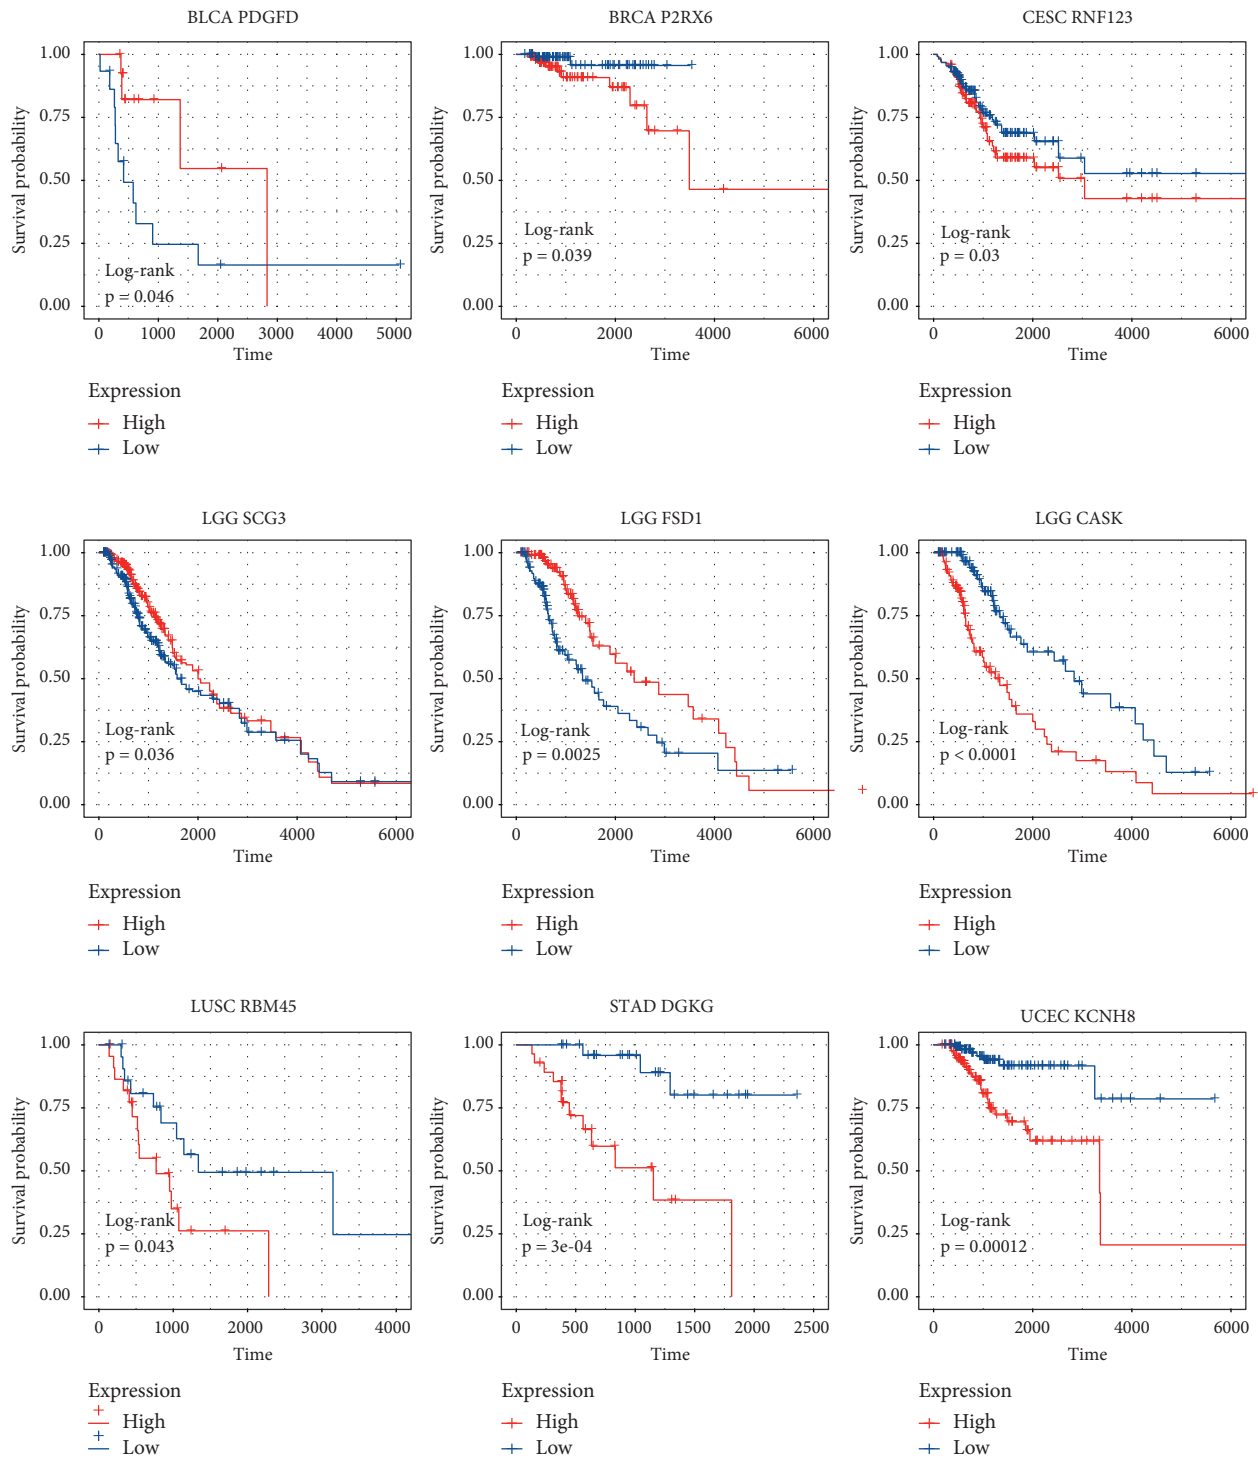 BLCA PDGFD
BRCA P2RX6
CESC RNF123
Survival probability
1.00
0.75
0.50
0.25
0.00
Log-rank
p = 0.046
0 1000 2000 3000 4000 5000
Time
Expression
High
Low
Survival probability
1.00
0.75
0.50
0.25
0.00
Log-rank
p = 0.039
0 2000 4000 6000
Time
Expression
High
Low
Survival probability
1.00
0.75
0.50
0.25
0.00
Log-rank
p = 0.03
0 2000 4000 6000
Time
Expression
High
Low
LGG SCG3
LGG FSD1
LGG CASK
Survival probability
1.00
0.75
0.50
0.25
0.00
Log-rank
p = 0.036
0 2000 4000 6000
Time
Expression
High
Low
Survival probability
1.00
0.75
0.50
0.25
0.00
Log-rank
p = 0.0025
0 2000 4000 6000
Time
Expression
High
Low
Survival probability
1.00
0.75
0.50
0.25
0.00
Log-rank
p < 0.0001
0 2000 4000 6000
Time
Expression
High
Low
LUSC RBM45
STAD DGKG
UCEC KCNH8
Survival probability
1.00
0.75
0.50
0.25
0.00
Log-rank
p = 0.043
0 1000 2000 3000 4000
Time
Expression
High
Low
Survival probability
1.00
0.75
0.50
0.25
0.00
Log-rank
p = 3e-04
0 500 1000 1500 2000 2500
Time
Expression
High
Low
Survival probability
1.00
0.75
0.50
0.25
0.00
Log-rank
p = 0.00012
0 2000 4000 6000
Time
Expression
High
Low